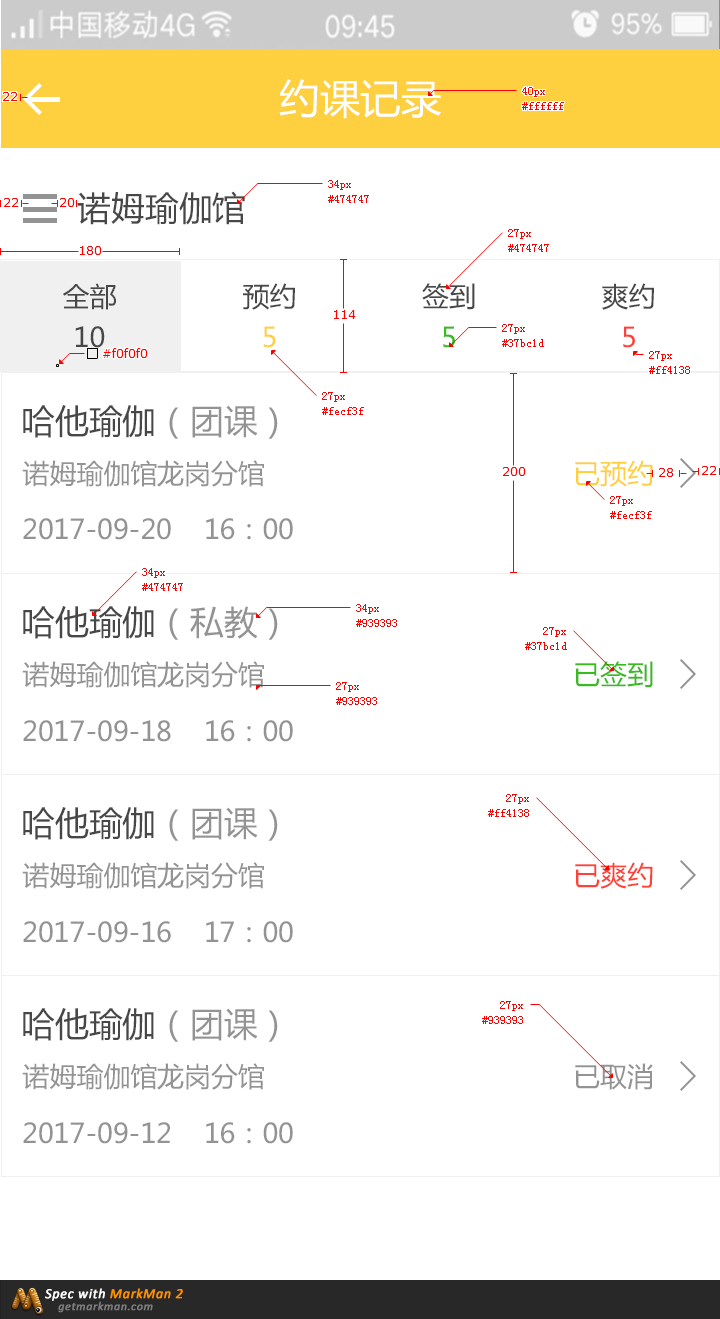 中国移动4G 09:45 95%
22 约课记录 40px
#ffffff
22 20 诺姆瑜伽馆 34px
#474747
180
27px
#474747
全部 预约 签到 爽约
10 5 5 5
114
#f0f0f0
27px
#fecf3f
27px
#37bc1d
27px
#ff4138
哈他瑜伽（团课）
诺姆瑜伽馆龙岗分馆 200 已预约 28 22
27px
#fecf3f
2017-09-20 16：00
34px
#474747
哈他瑜伽（私教） 34px
#939393
27px
#37bc1d
诺姆瑜伽馆龙岗分馆 已签到
27px
#939393
2017-09-18 16：00
27px
#ff4138
哈他瑜伽（团课）
诺姆瑜伽馆龙岗分馆 已爽约
2017-09-16 17：00
27px
#939393
哈他瑜伽（团课）
诺姆瑜伽馆龙岗分馆 已取消
2017-09-12 16：00
Spec with MarkMan 2
getmarkman.com